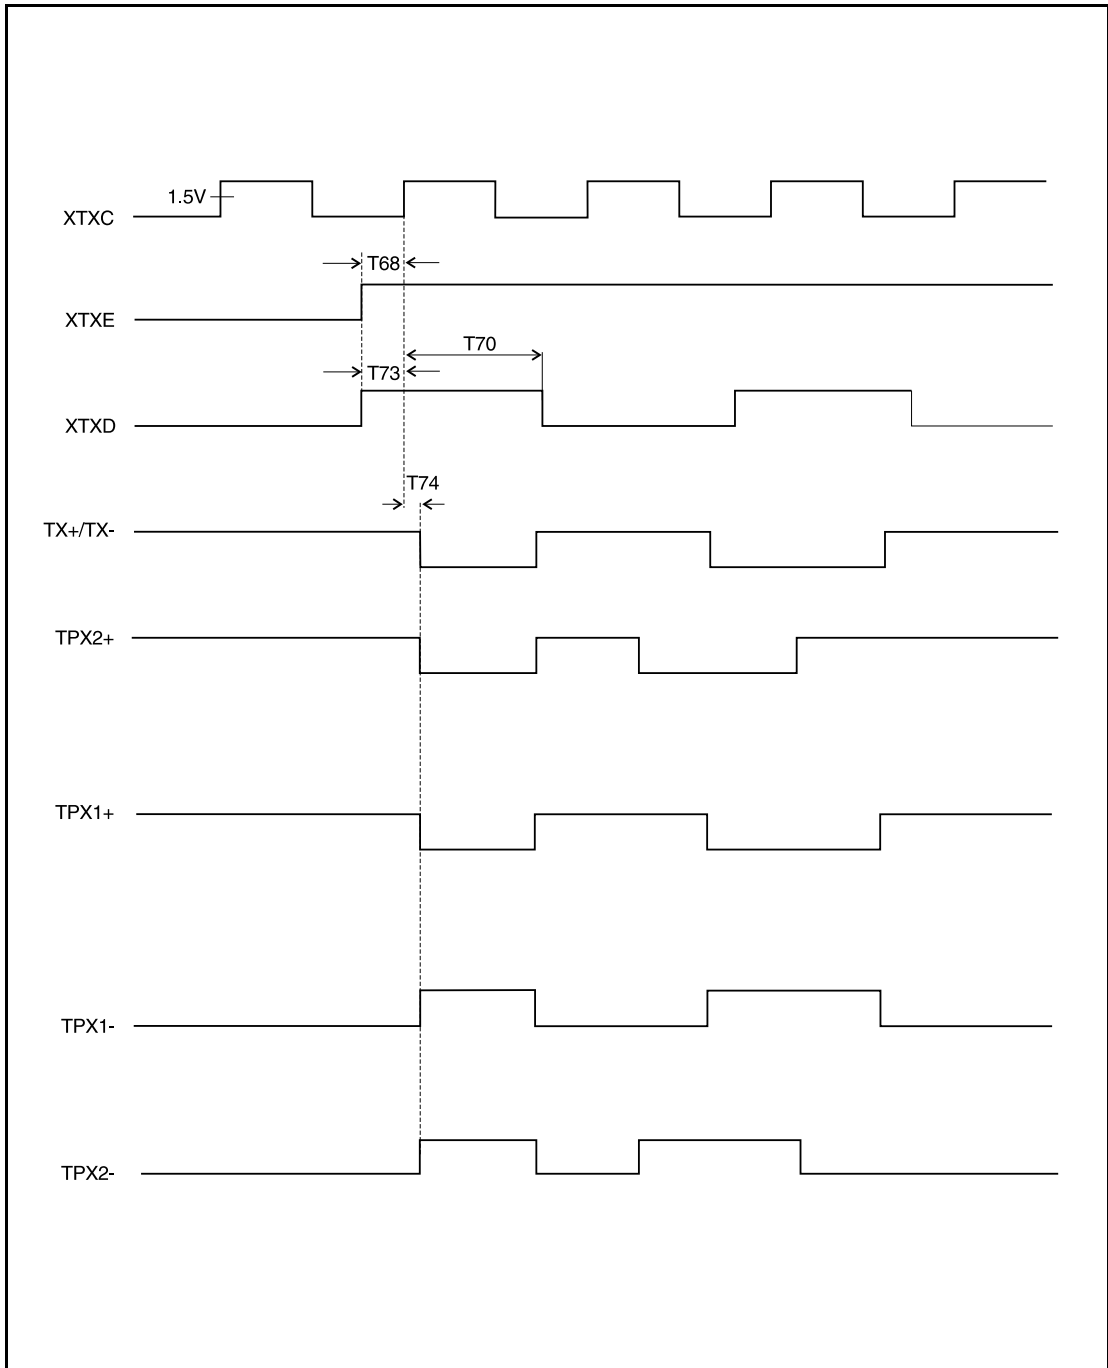 1.5V
XTXC
T68
XTXE
T70
T73
XTXD
T74
TX+/TX-
TPX2+
TPX1+
TPX1-
TPX2-